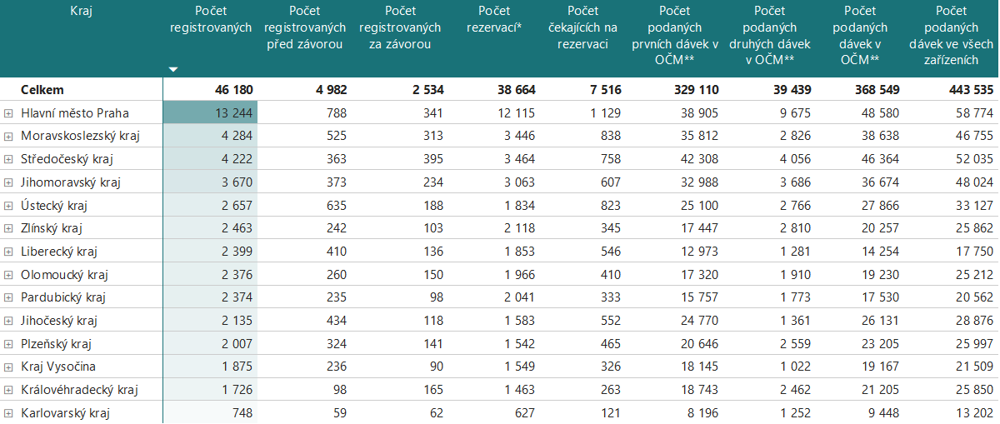 Kraj Počet registrovaných Počet registrovaných před závorou Počet registrovaných za závorou Počet rezervací* Počet čekajících na rezervaci Počet podaných prvních dávek v OČM** Počet podaných druhých dávek v OČM** Počet podaných dávek v OČM** Počet podaných dávek ve všech zařízeních
Celkem 46 180 4 982 2 534 38 664 7 516 329 110 39 439 368 549 443 535
Hlavní město Praha 13 244 788 341 12 115 1 129 38 905 9 675 48 580 58 774
Moravskoslezský kraj 4 284 525 313 3 446 838 35 812 2 826 38 638 46 755
Středočeský kraj 4 222 363 395 3 464 758 42 308 4 056 46 364 52 035
Jihomoravský kraj 3 670 373 234 3 063 607 32 988 3 686 36 674 48 024
Ústecký kraj 2 657 635 188 1 834 823 25 100 2 766 27 866 33 127
Zlínský kraj 2 463 242 103 2 118 345 17 447 2 810 20 257 25 862
Liberecký kraj 2 399 410 136 1 853 546 12 973 1 281 14 254 17 750
Olomoucký kraj 2 376 260 150 1 966 410 17 320 1 910 19 230 25 212
Pardubický kraj 2 374 235 98 2 041 333 15 757 1 773 17 530 20 562
Jihočeský kraj 2 135 434 118 1 583 552 24 770 1 361 26 131 28 876
Plzeňský kraj 2 007 324 141 1 542 465 20 646 2 559 23 205 25 997
Kraj Vysočina 1 875 236 90 1 549 326 18 145 1 022 19 167 21 509
Královéhradecký kraj 1 726 98 165 1 463 263 18 743 2 462 21 205 25 850
Karlovarský kraj 748 59 62 627 121 8 196 1 252 9 448 13 202